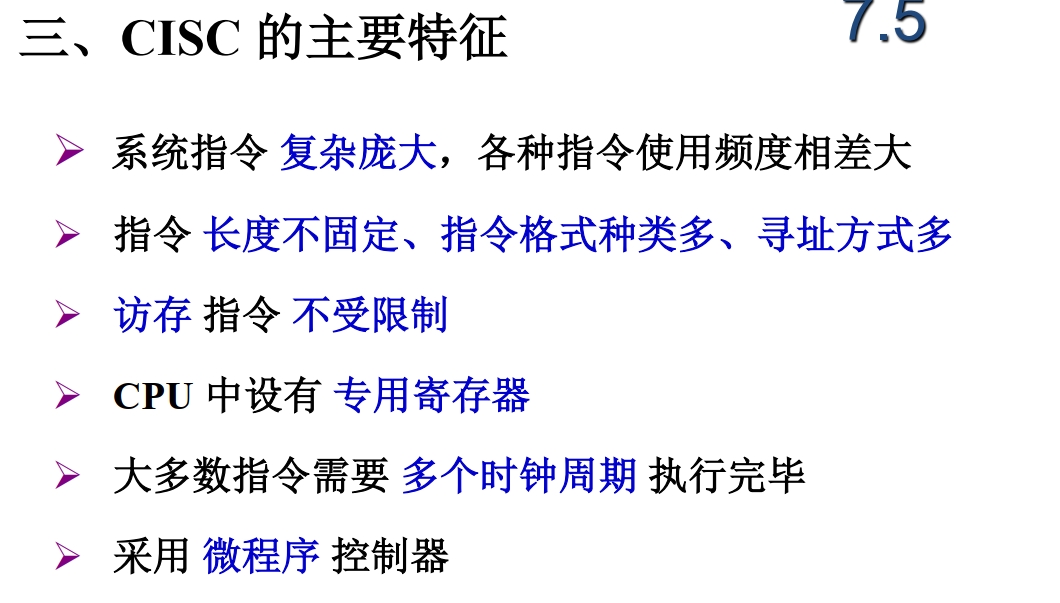 三、CISC 的主要特征
7.5
系统指令 复杂庞大，各种指令使用频度相差大
指令 长度不固定、指令格式种类多、寻址方式多
访存 指令 不受限制
CPU 中设有 专用寄存器
大多数指令需要 多个时钟周期 执行完毕
采用 微程序 控制器